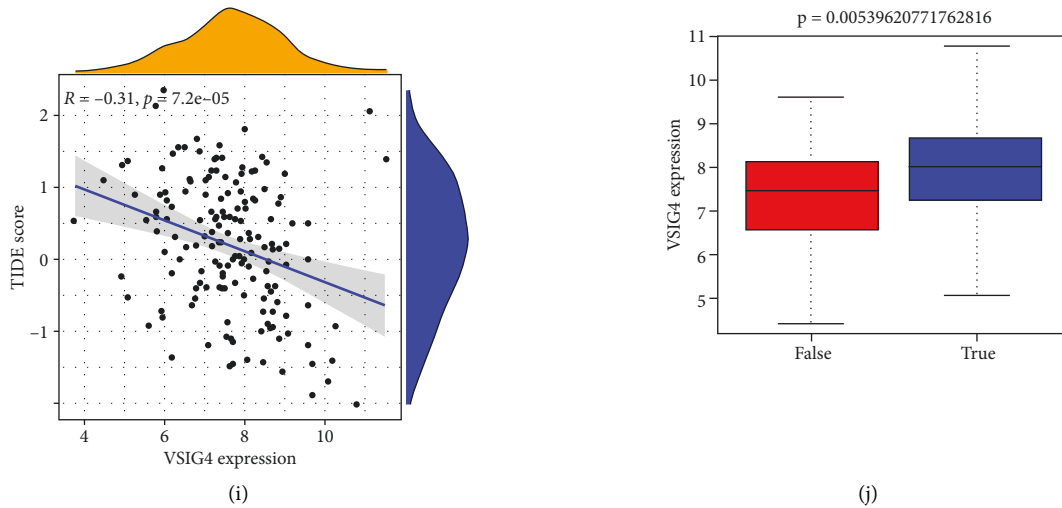 R = –0.31, p = 7.2e–05
2
1
0
–1
TIDE score
4 6 8 10
VSIG4 expression
(i)
p = 0.00539620771762816
11
10
9
8
7
6
5
VSIG4 expression
False True
(j)